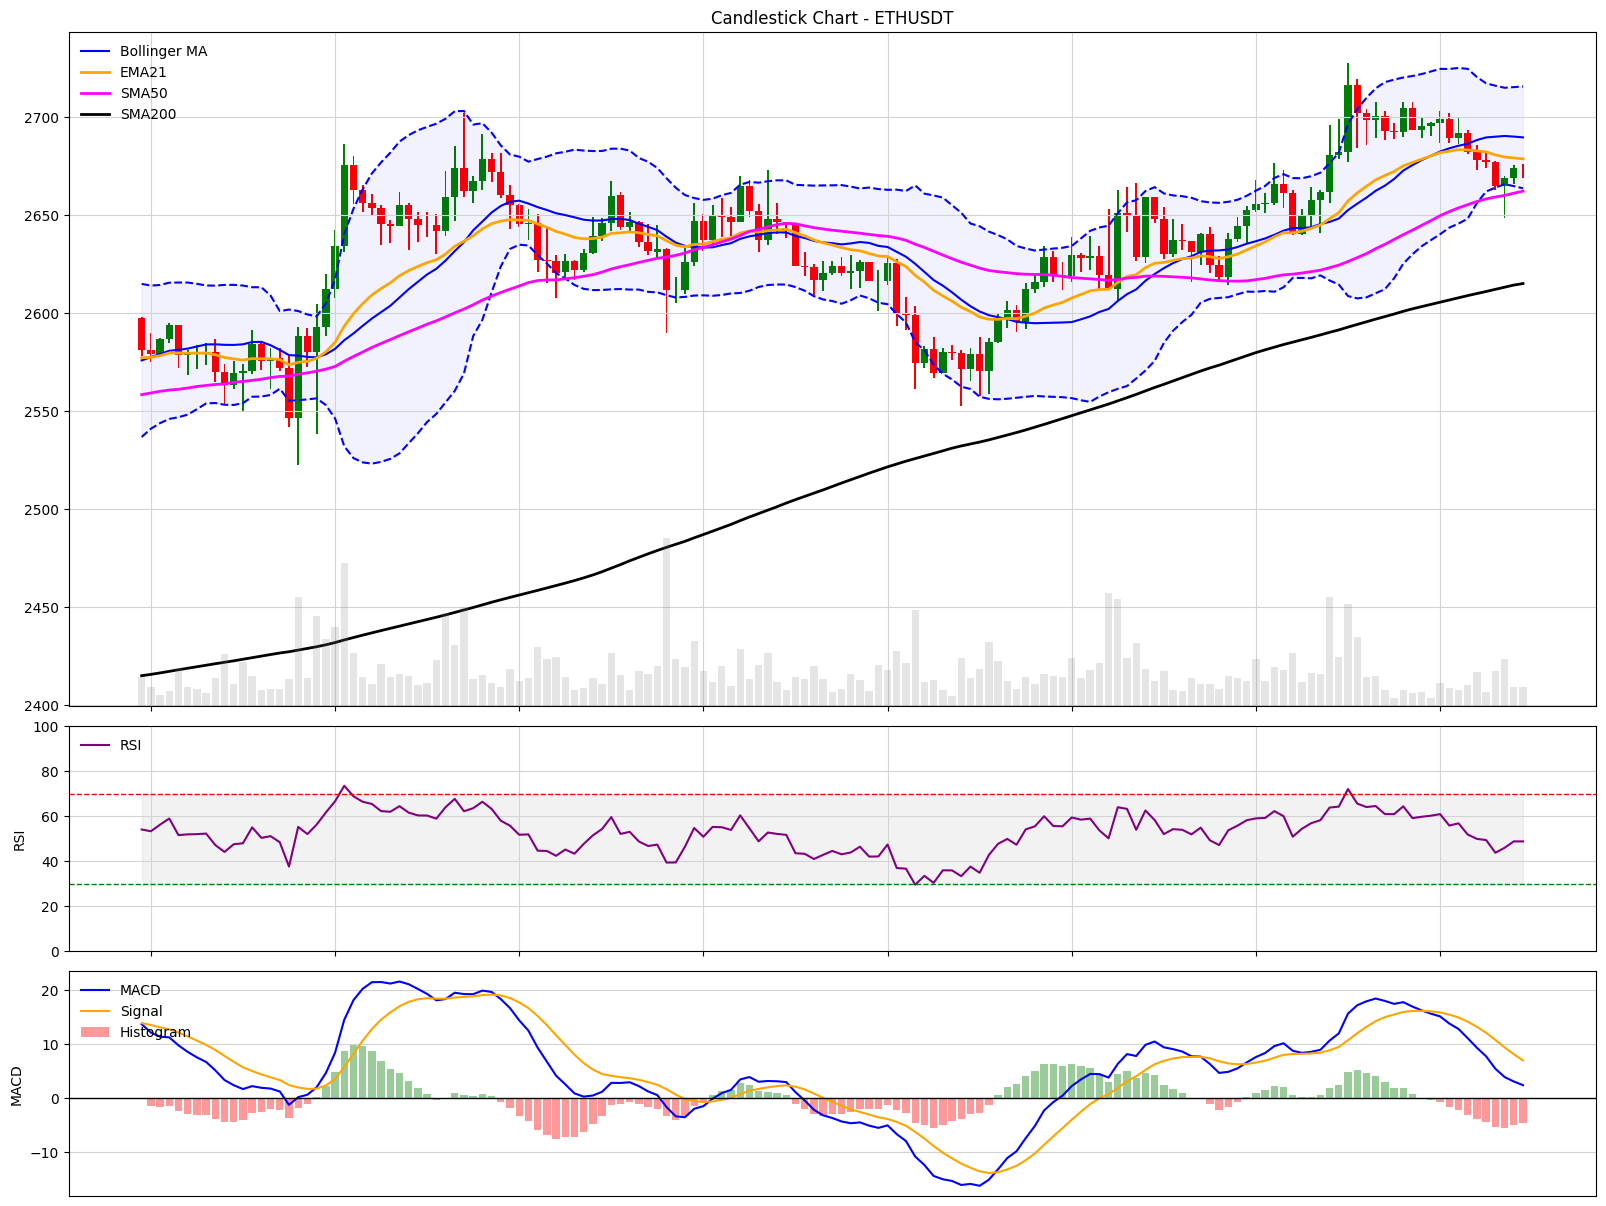 Candlestick Chart - ETHUSDT
Bollinger MA
EMA21
SMA50
SMA200
2700
2650
2600
2550
2500
2450
2400
RSI
100
80
60
40
20
0
RSI
MACD
Signal
Histogram
20
10
0
−10
MACD